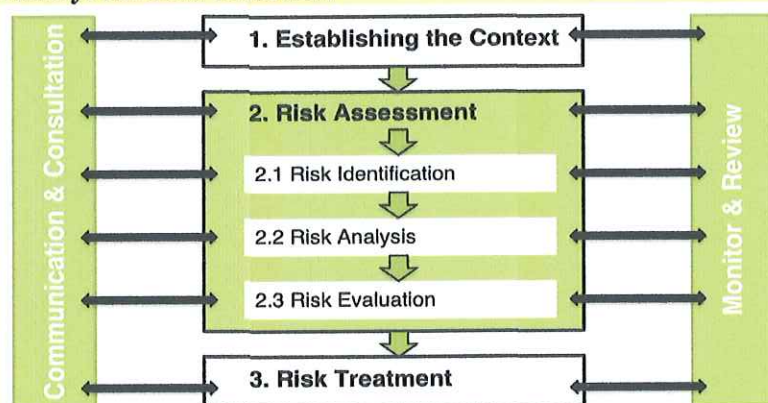 1. Establishing the Context
2. Risk Assessment
2.1 Risk Identification
2.2 Risk Analysis
2.3 Risk Evaluation
3. Risk Treatment
Communication & Consultation
Monitor & Review